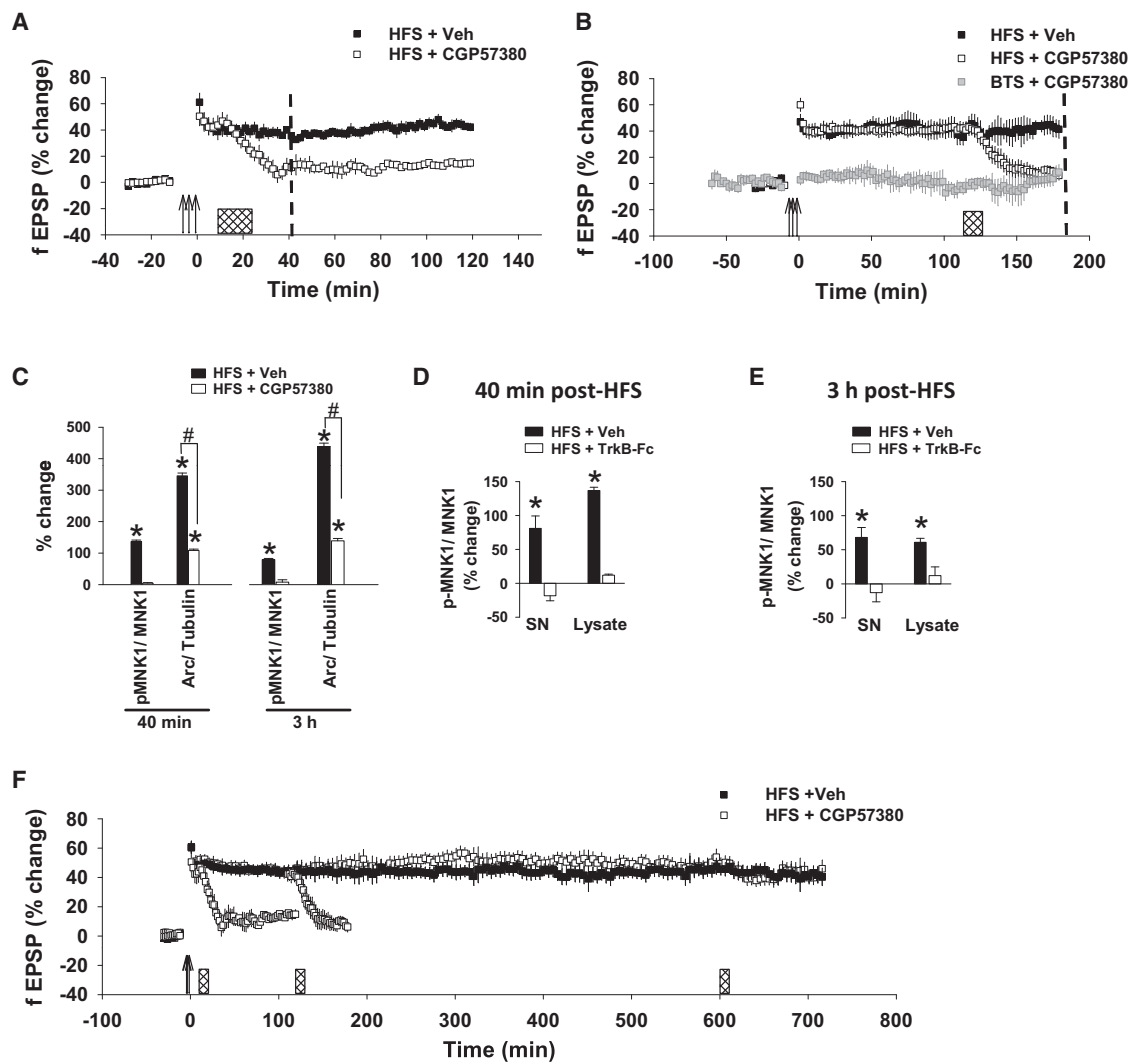 A
HFS + Veh
HFS + CGP57380
f EPSP (% change)
80
60
40
20
0
-20
-40
-40 -20 0 20 40 60 80 100 120 140
Time (min)
B
HFS + Veh
HFS + CGP57380
BTS + CGP57380
f EPSP (% change)
80
60
40
20
0
-20
-40
-100 -50 0 50 100 150 200
Time (min)
C
HFS + Veh
HFS + CGP57380
% change
500
400
300
200
100
0
* # * * * # * *
pMNK1/ MNK1
Arc/ Tubulin
pMNK1/ MNK1
Arc/ Tubulin
40 min 3 h
D
40 min post-HFS
HFS + Veh
HFS + TrkB-Fc
p-MNK1/ MNK1
(% change)
150
100
50
0
-50
* *
SN Lysate
E
3 h post-HFS
HFS + Veh
HFS + TrkB-Fc
p-MNK1/ MNK1
(% change)
150
100
50
0
-50
* *
SN Lysate
F
HFS +Veh
HFS + CGP57380
f EPSP (% change)
80
60
40
20
0
-20
-40
-100 0 100 200 300 400 500 600 700 800
Time (min)